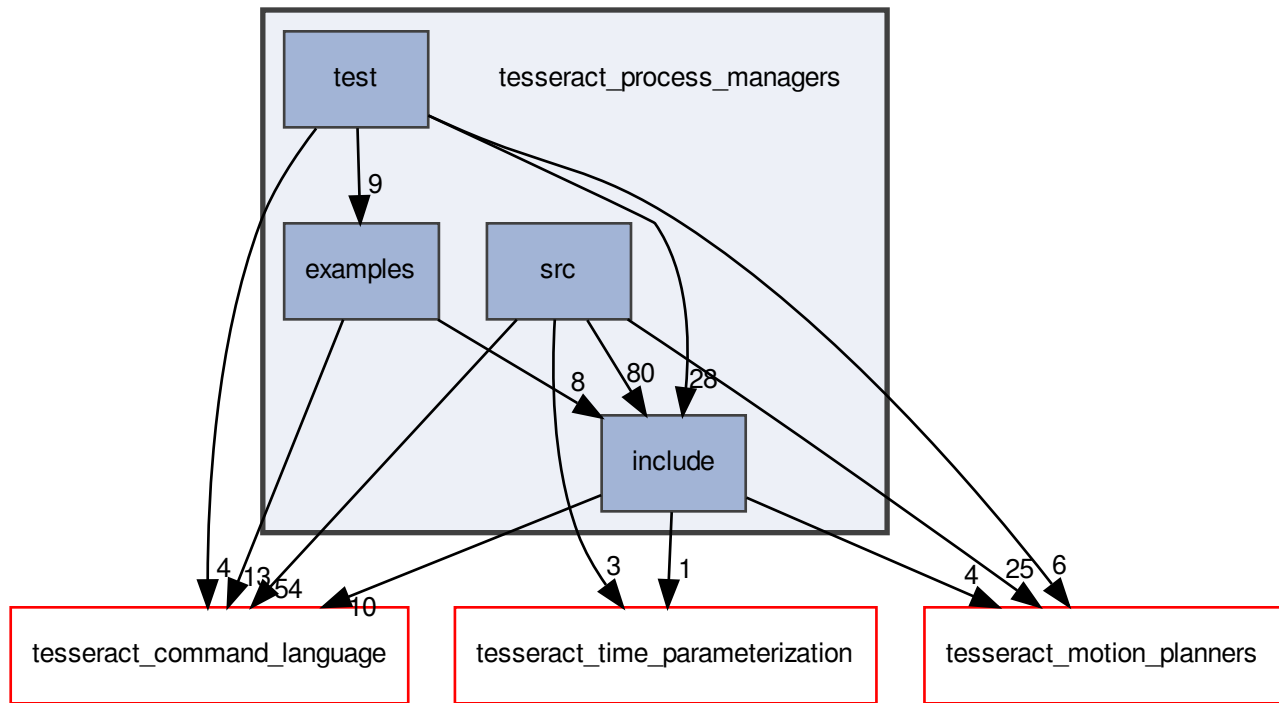 test
tesseract_process_managers
9
examples
src
8
80
28
include
4
13
54
10
3
1
4
25
6
tesseract_command_language
tesseract_time_parameterization
tesseract_motion_planners